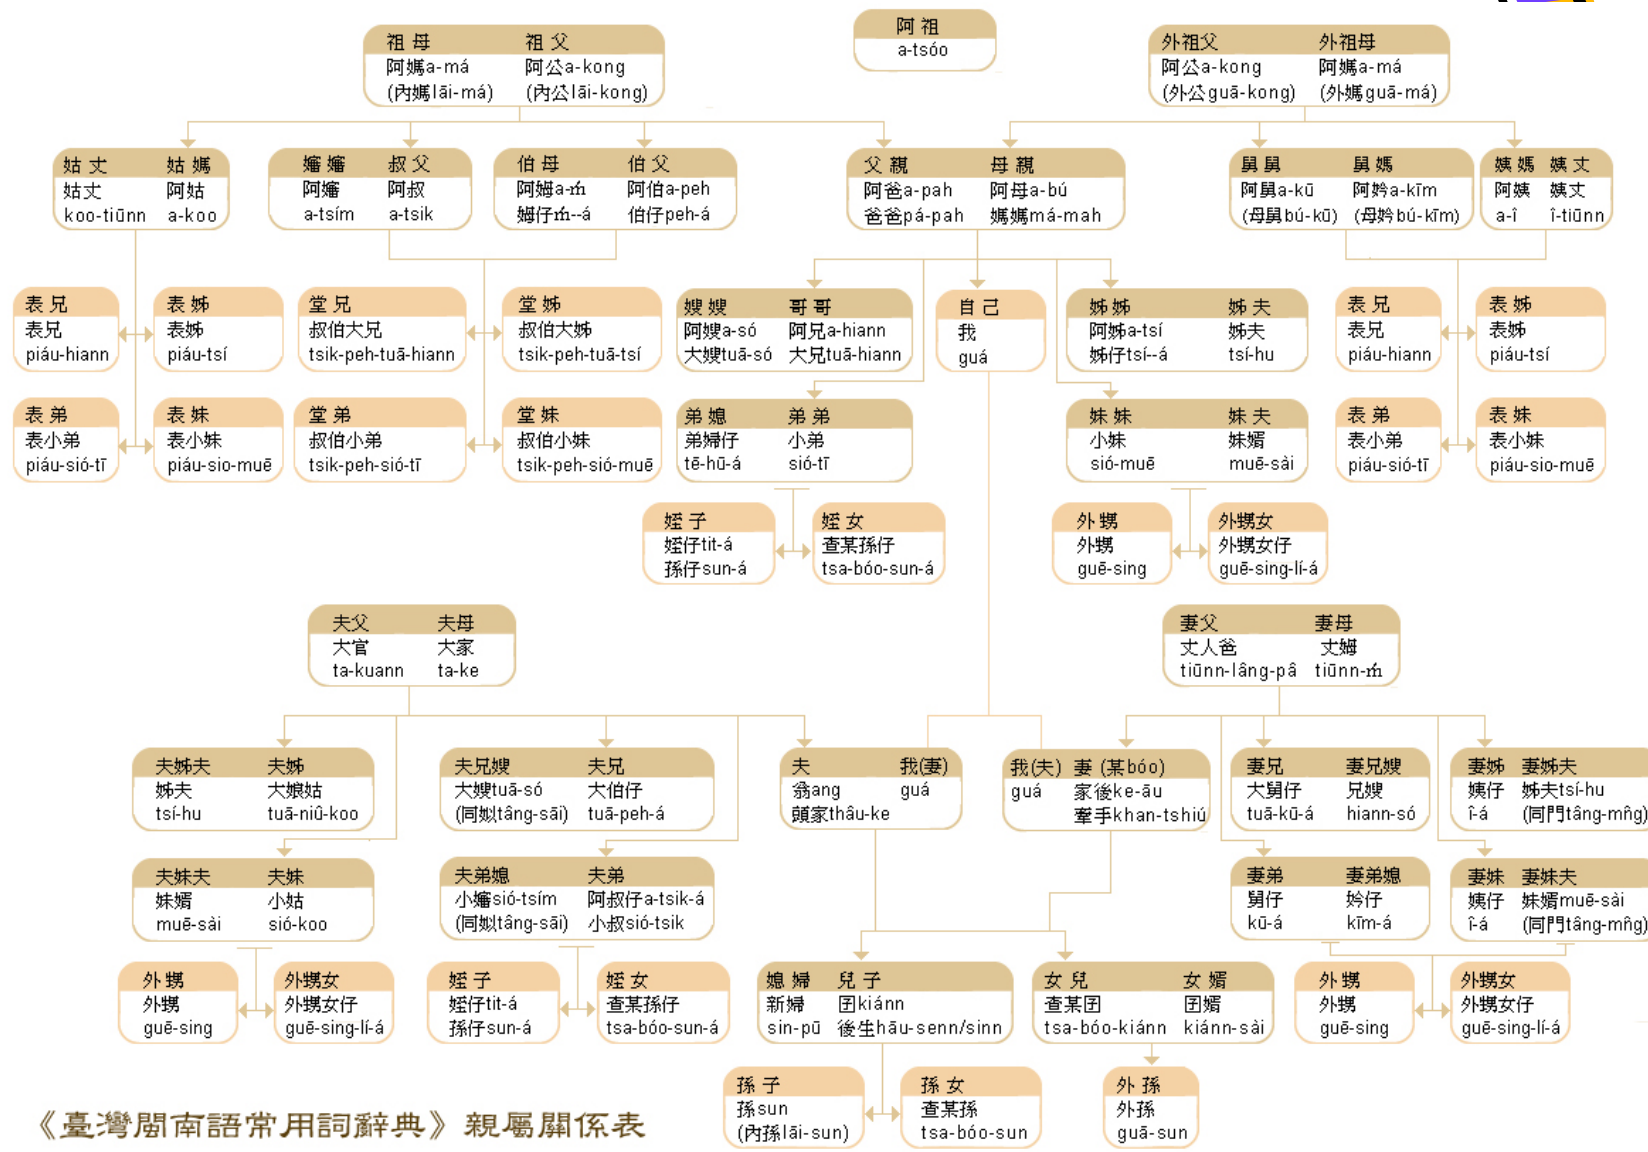 阿祖
a-tsóo
祖母 祖父
阿媽a-má 阿公a-kong
(內媽lāi-má) (內公lāi-kong)
外祖父 外祖母
阿公a-kong 阿媽a-má
(外公guā-kong) (外媽guā-má)
姑丈 姑媽
姑丈 阿姑
koo-tiūnn a-koo
嬸嬸 叔父
阿嬸 阿叔
a-tsím a-tsik
伯母 伯父
阿姆a-ḿ 阿伯a-peh
姆仔ḿ--á 伯仔peh-á
父親 母親
阿爸a-pah 阿母a-bú
爸爸pá-pah 媽媽má-mah
舅舅 舅媽
阿舅a-kū 阿妗a-kīm
(母舅bú-kū) (母妗bú-kīm)
姨媽 姨丈
阿姨 姨丈
a-î î-tiūnn
表兄
表兄
piáu-hiann
表姊
表姊
piáu-tsí
堂兄
叔伯大兄
tsik-peh-tuā-hiann
堂姊
叔伯大姊
tsik-peh-tuā-tsí
嫂嫂 哥哥
阿嫂a-só 阿兄a-hiann
大嫂tuā-só 大兄tuā-hiann
自己
我
guá
姊姊 姊夫
阿姊a-tsí 姊夫
姊仔tsí--á tsí-hu
表兄
表兄
piáu-hiann
表姊
表姊
piáu-tsí
表弟
表小弟
piáu-sió-tī
表妹
表小妹
piáu-sio-muē
堂弟
叔伯小弟
tsik-peh-sió-tī
堂妹
叔伯小妹
tsik-peh-sió-muē
弟媳 弟弟
弟婦仔 小弟
tē-hū-á sió-tī
妹妹 妹夫
小妹 妹婿
sió-muē muē-sài
表弟
表小弟
piáu-sió-tī
表妹
表小妹
piáu-sio-muē
姪子
姪仔tit-á
孫仔sun-á
姪女
查某孫仔
tsa-bóo-sun-á
外甥
外甥
guē-sing
外甥女
外甥女仔
guē-sing-lí-á
夫父 夫母
大官 大家
ta-kuann ta-ke
妻父 妻母
丈人爸 丈姆
tiūnn-lâng-pâ tiūnn-ḿ
夫姊夫 夫姊
姊夫 大娘姑
tsí-hu tuā-niû-koo
夫兄嫂 夫兄
大嫂tuā-só 大伯仔
(同姒tâng-sāi) tuā-peh-á
夫 我(妻)
翁ang guá
頭家thâu-ke
我(夫) 妻(某bóo)
guá 家後ke-āu
牽手khan-tshiú
妻兄 妻兄嫂
大舅仔 兄嫂
tuā-kū-á hiann-só
妻姊 妻姊夫
姨仔 姊夫tsí-hu
î-á (同門tâng-mn̂g)
夫妹夫 夫妹
妹婿 小姑
muē-sài sió-koo
夫弟媳 夫弟
小嬸sió-tsím 阿叔仔a-tsik-á
(同姒tâng-sāi) 小叔sió-tsik
妻弟 妻弟媳
舅仔 妗仔
kū-á kīm-á
妻妹 妻妹夫
姨仔 妹婿muē-sài
î-á (同門tâng-mn̂g)
外甥
外甥
guē-sing
外甥女
外甥女仔
guē-sing-lí-á
姪子
姪仔tit-á
孫仔sun-á
姪女
查某孫仔
tsa-bóo-sun-á
媳婦 兒子
新婦 囝kiánn
sin-pū 後生hāu-senn/sinn
女兒 女婿
查某囝 囝婿
tsa-bóo-kiánn kiánn-sài
外甥
外甥
guē-sing
外甥女
外甥女仔
guē-sing-lí-á
孫子
孫sun
(內孫lāi-sun)
孫女
查某孫
tsa-bóo-sun
外孫
外孫
guā-sun
《臺灣閩南語常用詞辭典》親屬關係表